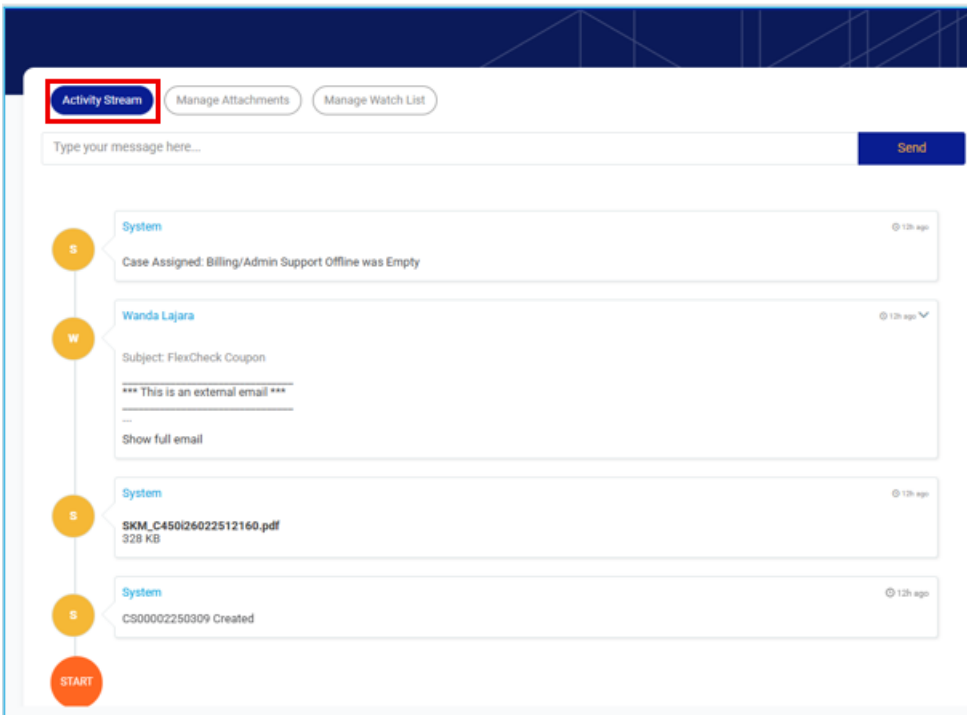 Activity Stream Manage Attachments Manage Watch List
Type your message here... Send
System 12h ago
S
Case Assigned: Billing/Admin Support Offline was Empty
Wanda Lajara 12h ago
W
Subject: FlexCheck Coupon
*** This is an external email ***
...
Show full email
System 12h ago
S
SKM_C450i26022512160.pdf
328 KB
System 12h ago
S
CS00002250309 Created
START